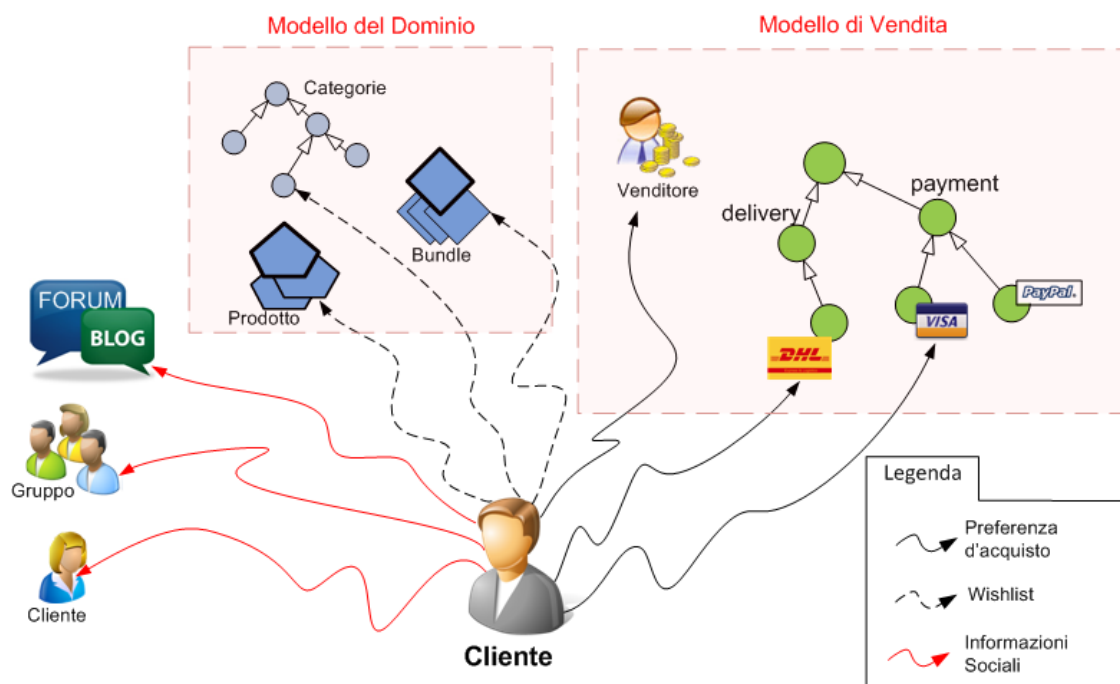 Modello del Dominio
Modello di Vendita
Categorie
Bundle
Prodotto
Venditore
delivery
payment
PayPal
VISA
DHL
FORUM
BLOG
Gruppo
Cliente
Cliente
Legenda
Preferenza
d'acquisto
Wishlist
Informazioni
Sociali